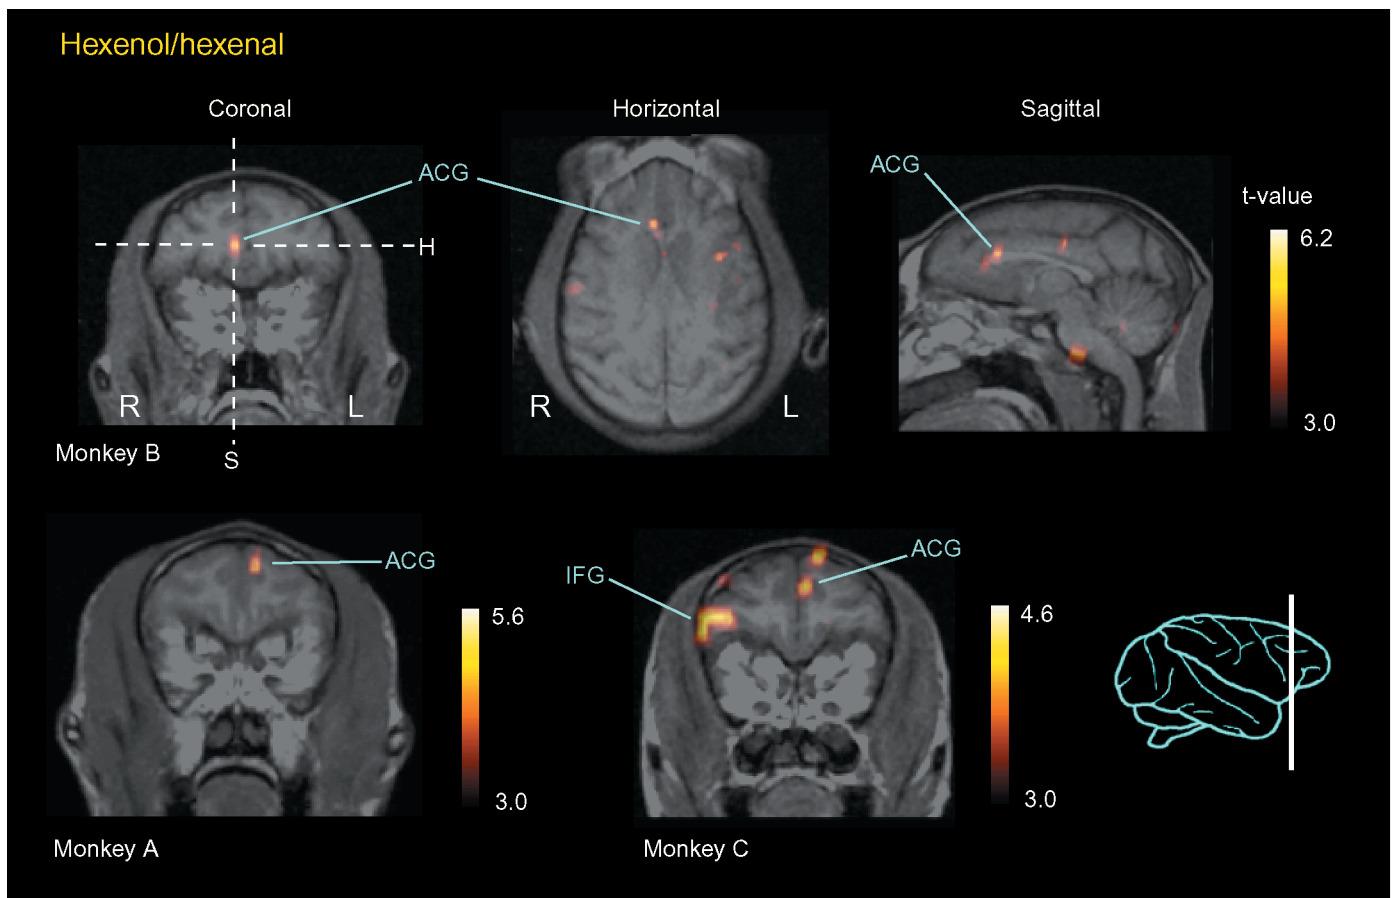 Hexenol/hexenal
Coronal
Horizontal
Sagittal
ACG
ACG
t-value
6.2
H
3.0
R
L
R
L
Monkey B
S
ACG
IFG
ACG
5.6
4.6
3.0
3.0
Monkey A
Monkey C